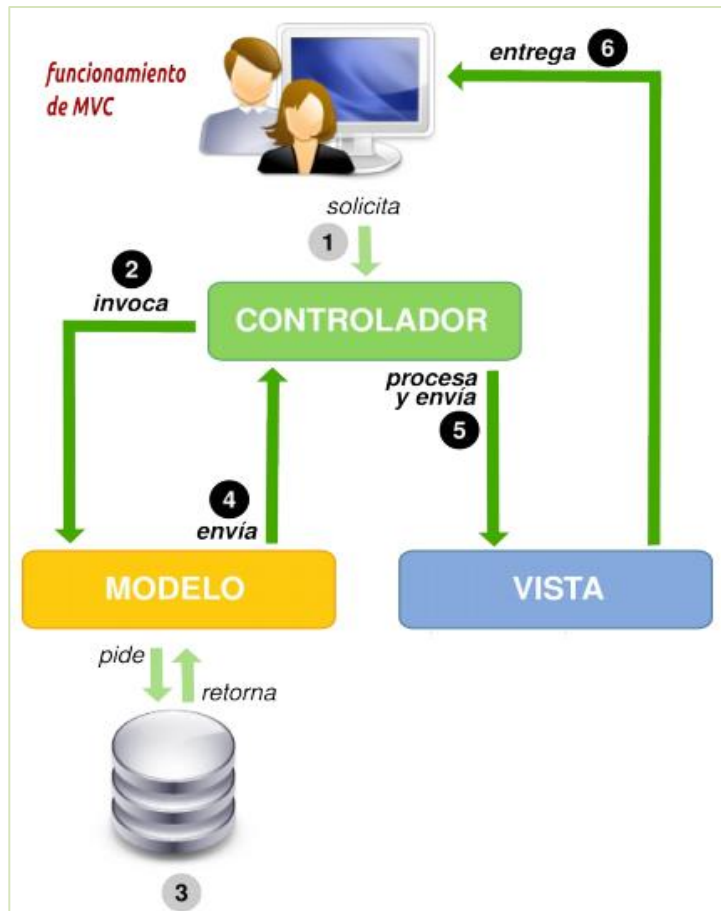 funcionamiento
de MVC
entrega 6
solicita
1
2
invoca
CONTROLADOR
procesa
y envía
5
4
envía
MODELO
VISTA
pide
retorna
3